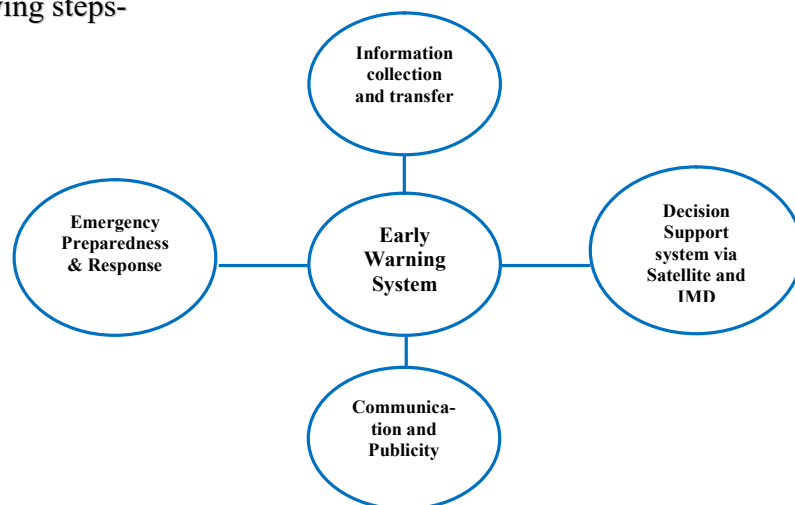 wing steps-
Information
collection
and transfer
Emergency
Preparedness
& Response
Early
Warning
System
Decision
Support
system via
Satellite and
IMD
Communica-
tion and
Publicity